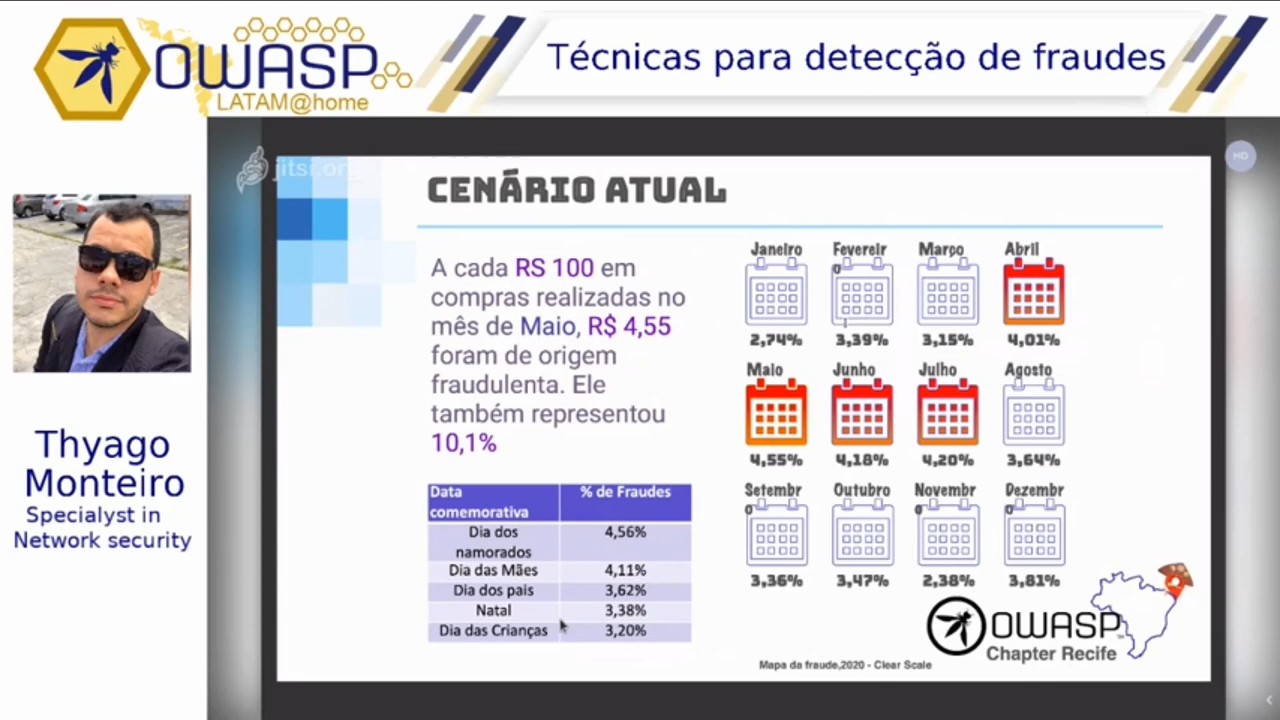 OWASP
LATAM@home
Técnicas para detecção de fraudes
jitsi.org
HD
CENÁRIO ATUAL
A cada RS 100 em
compras realizadas no
mês de Maio, R$ 4,55
foram de origem
fraudulenta. Ele
também representou
10,1%
Janeiro Fevereir Março Abril
o
2,74% 3,39% 3,15% 4,01%
Maio Junho Julho Agosto
4,55% 4,18% 4,20% 3,64%
Setembr Outubro Novembr Dezembr
o o o
3,36% 3,47% 2,38% 3,81%
Data % de Fraudes
comemorativa
Dia dos 4,56%
namorados
Dia das Mães 4,11%
Dia dos pais 3,62%
Natal 3,38%
Dia das Crianças 3,20%
OWASP
Chapter Recife
Mapa da fraude,2020 - Clear Scale
Thyago
Monteiro
Specialyst in
Network security